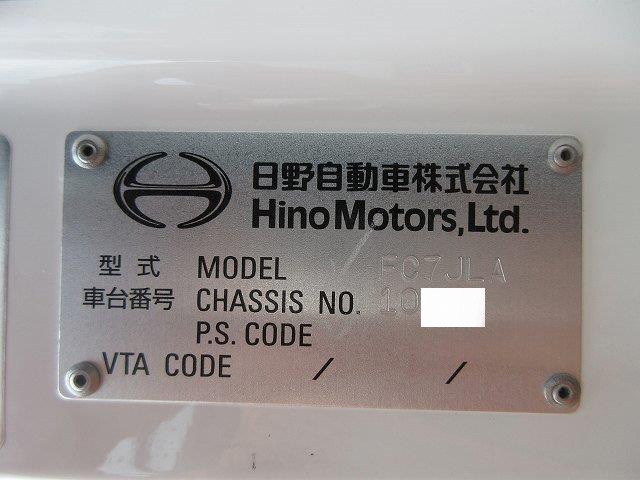 日野自動車株式会社
Hino Motors, Ltd.
型式 MODEL FC7JLA
車台番号 CHASSIS NO. 10
P.S. CODE
VTA CODE / /